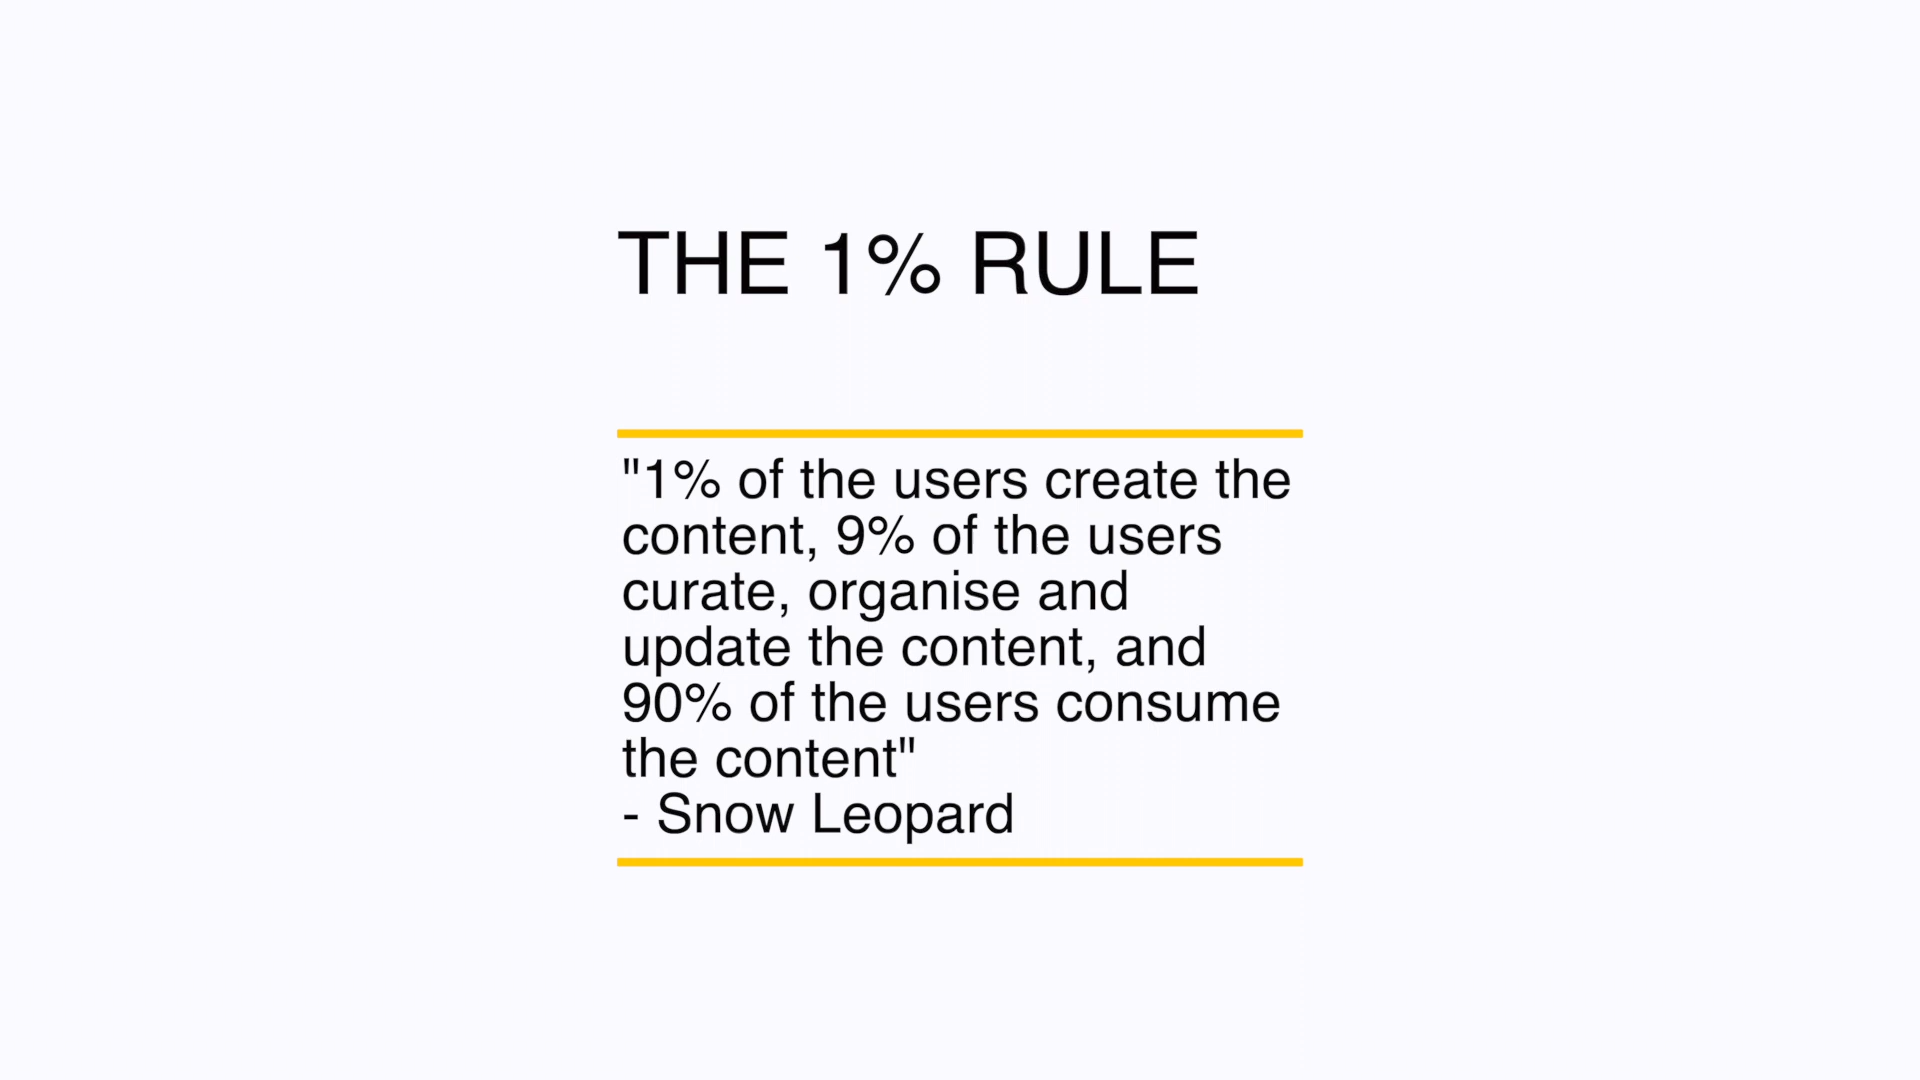 THE 1% RULE
"1% of the users create the
content, 9% of the users
curate, organise and
update the content, and
90% of the users consume
the content"
- Snow Leopard